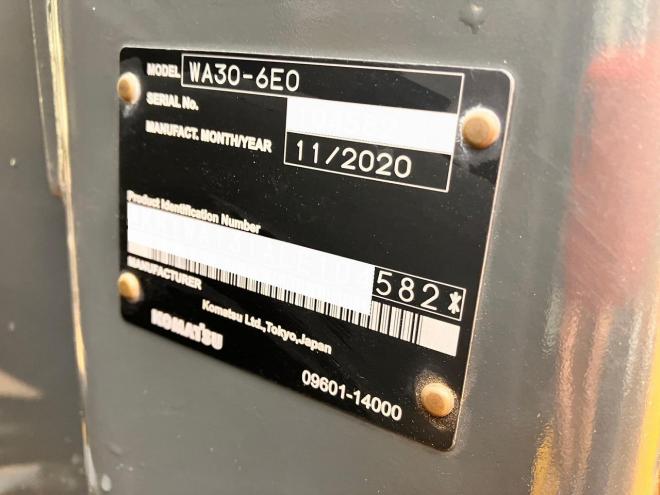 MODEL WA30-6E0
SERIAL No.
MANUFACT. MONTH/YEAR 11/2020
Product Identification Number
582*
MANUFACTURER
Komatsu Ltd.,Tokyo,Japan
KOMATSU
09601-14000